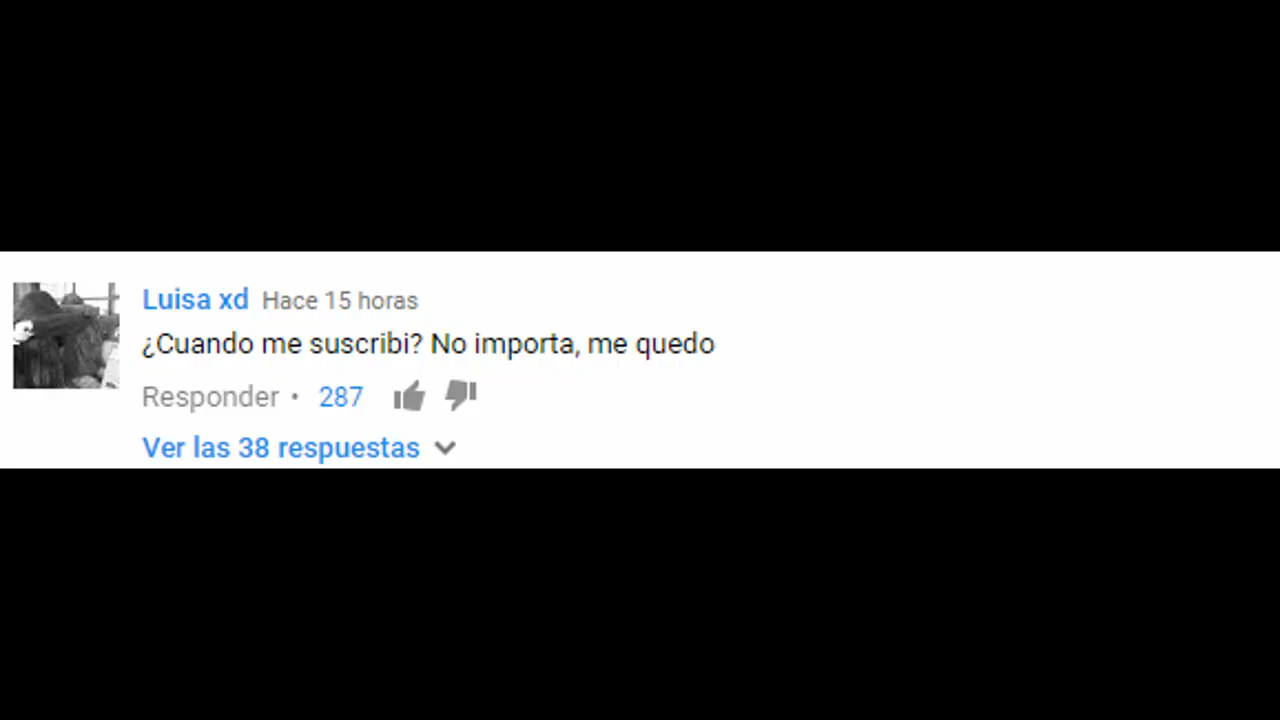 Luisa xd Hace 15 horas
¿Cuando me suscribi? No importa, me quedo
Responder • 287
Ver las 38 respuestas